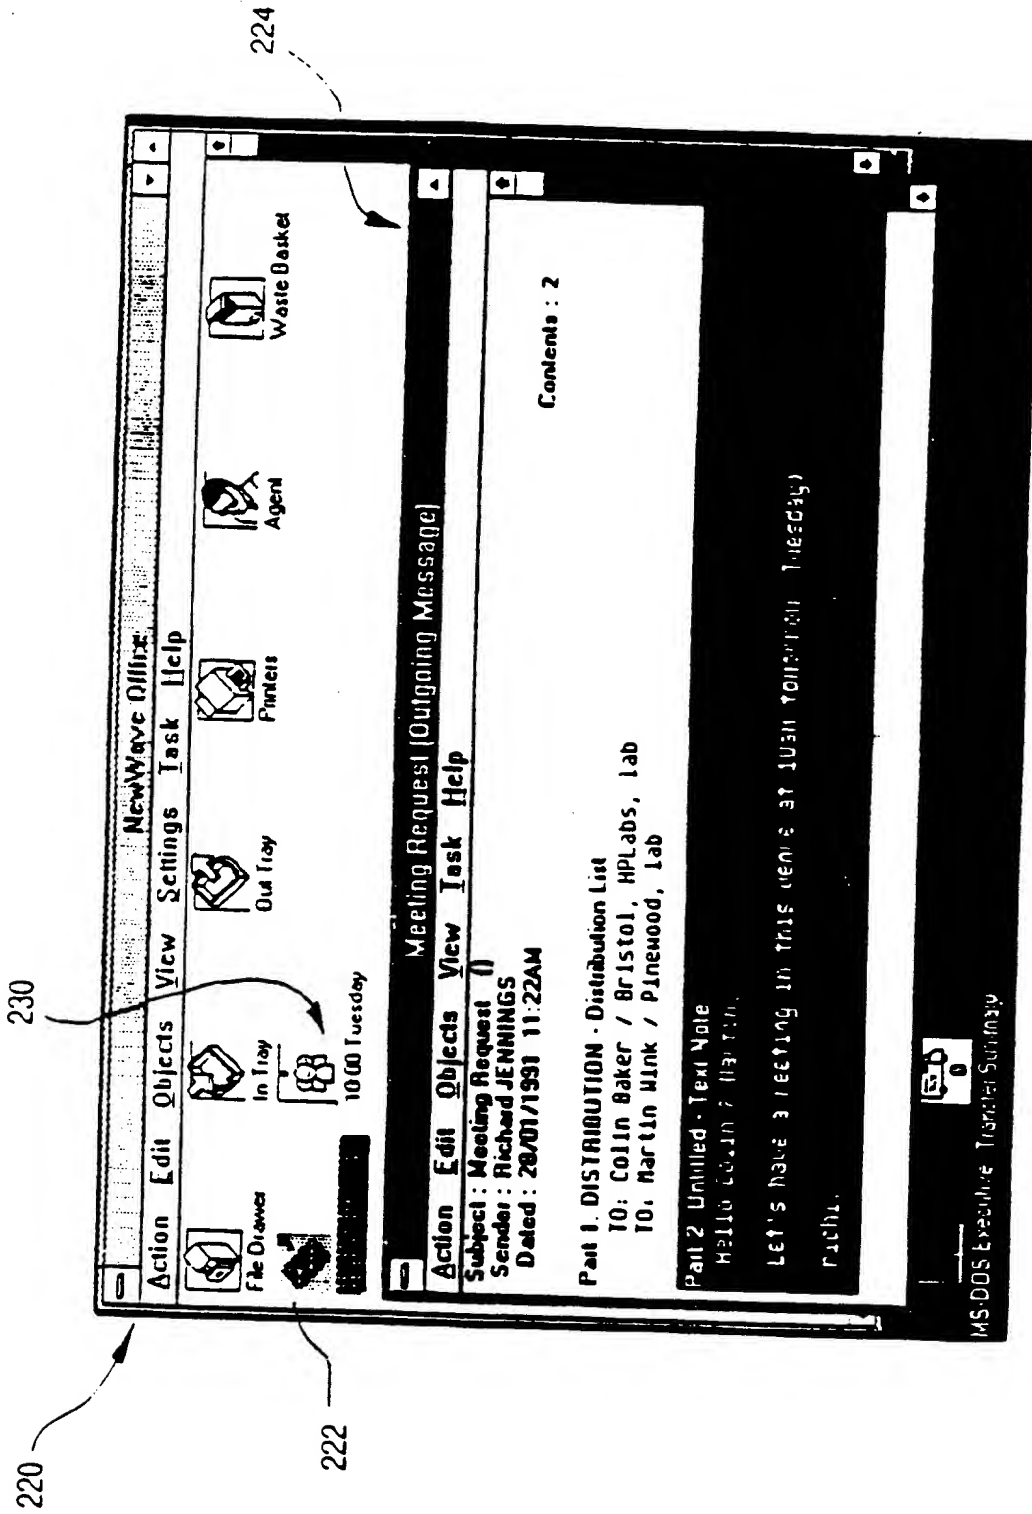 220
222
224
230
NewWave Office
Action Edit Objects View Settings Task Help
File Drawer
In Tray
Out Tray
Printers
Agent
Waste Basket
10:00 Tuesday
Meeting Request (Outgoing Message)
Action Edit Objects View Task Help
Subject : Meeting Request ()
Sender : Richard JENNINGS
Dated : 28/01/1991 11:22AM
Contents : 2
Part 1. DISTRIBUTION - Distribution List
TO: Colin Baker / Bristol, HPLabs, lab
TO: Martin Wink / Pinewood, lab
Part 2 Untitled - Text Note
Hello Colin
Let's have a meeting in this at tomorrow Tuesday)
MS-DOS Executive Transfer Summary
0